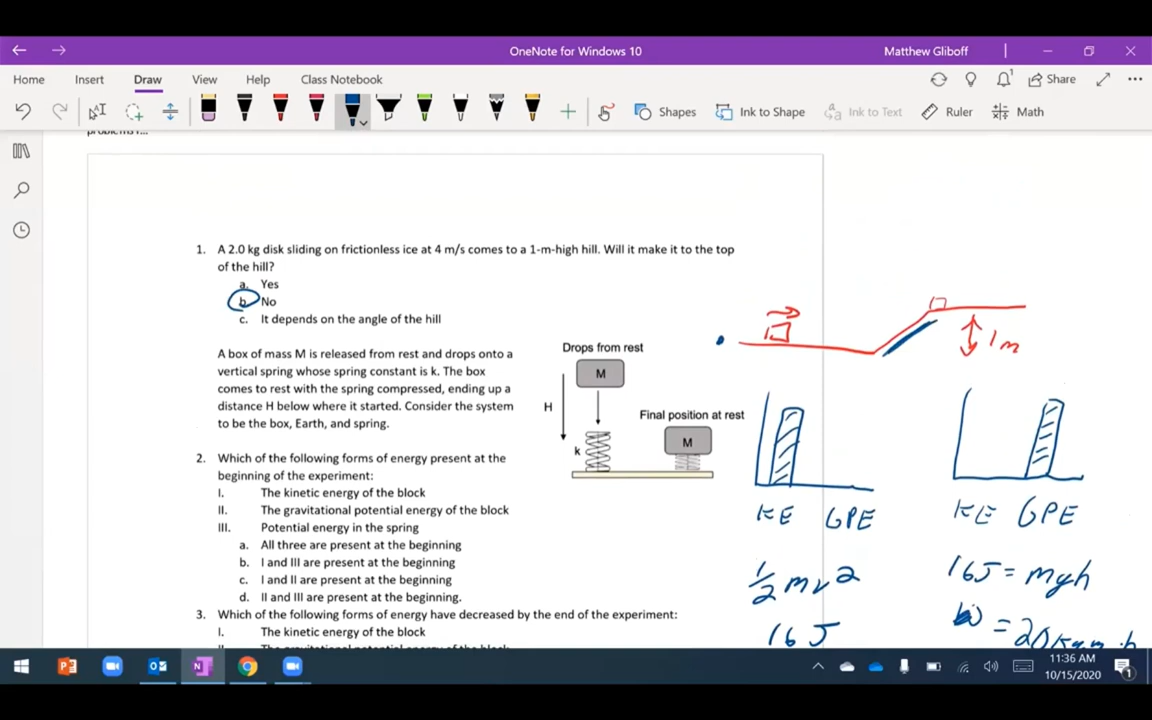 OneNote for Windows 10
Matthew Gliboff
Home Insert Draw View Help Class Notebook
Share
Shapes Ink to Shape Ink to Text Ruler Math
1. A 2.0 kg disk sliding on frictionless ice at 4 m/s comes to a 1-m-high hill. Will it make it to the top
of the hill?
a. Yes
b. No
c. It depends on the angle of the hill
1m
A box of mass M is released from rest and drops onto a
vertical spring whose spring constant is k. The box
comes to rest with the spring compressed, ending up a
distance H below where it started. Consider the system
to be the box, Earth, and spring.
Drops from rest
M
H
Final position at rest
M
k
2. Which of the following forms of energy present at the
beginning of the experiment:
I. The kinetic energy of the block
II. The gravitational potential energy of the block
III. Potential energy in the spring
a. All three are present at the beginning
b. I and III are present at the beginning
c. I and II are present at the beginning
d. II and III are present at the beginning.
3. Which of the following forms of energy have decreased by the end of the experiment:
I. The kinetic energy of the block
KE GPE
KE GPE
1/2 mv2
16J = mgh
16J
= 20
11:36 AM
10/15/2020
1